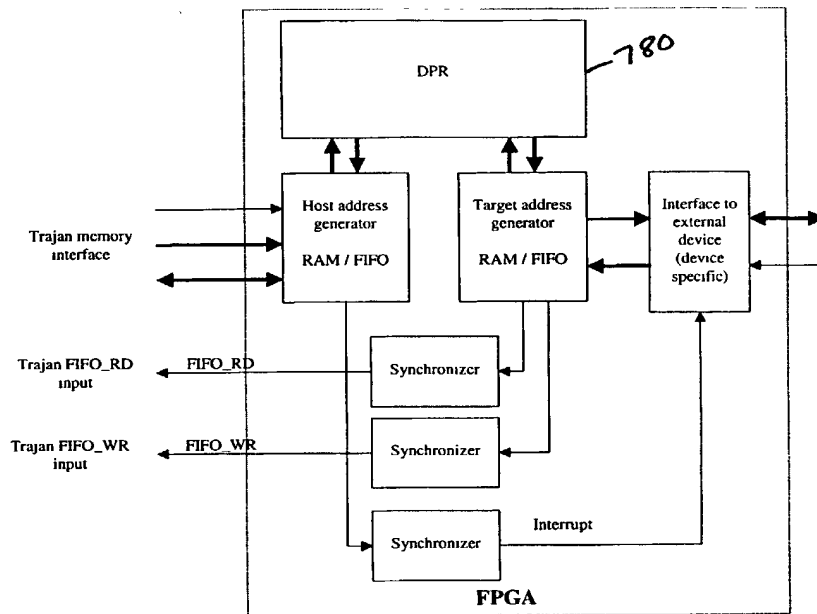 780
DPR
Host address
generator
RAM / FIFO
Target address
generator
RAM / FIFO
Interface to
external
device
(device
specific)
Trajan memory
interface
Trajan FIFO_RD
input
FIFO_RD
Synchronizer
Trajan FIFO_WR
input
FIFO_WR
Synchronizer
Synchronizer
Interrupt
FPGA